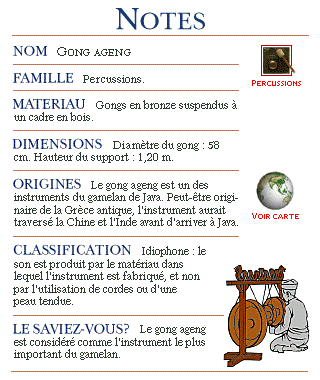 NOTES
NOM GONG AGENG
PERCUSSIONS
FAMILLE Percussions.
MATERIAU Gongs en bronze suspendus à
un cadre en bois.
DIMENSIONS Diamètre du gong : 58
cm. Hauteur du support : 1,20 m.
ORIGINES Le gong ageng est un des
instruments du gamelan de Java. Peut-être origi-
naire de la Grèce antique, l'instrument aurait
traversé la Chine et l'Inde avant d'arriver à Java.
VOIR CARTE
CLASSIFICATION Idiophone : le
son est produit par le matériau dans
lequel l'instrument est fabriqué, et non
par l'utilisation de cordes ou d'une
peau tendue.
LE SAVIEZ-VOUS? Le gong ageng
est considéré comme l'instrument le plus
important du gamelan.